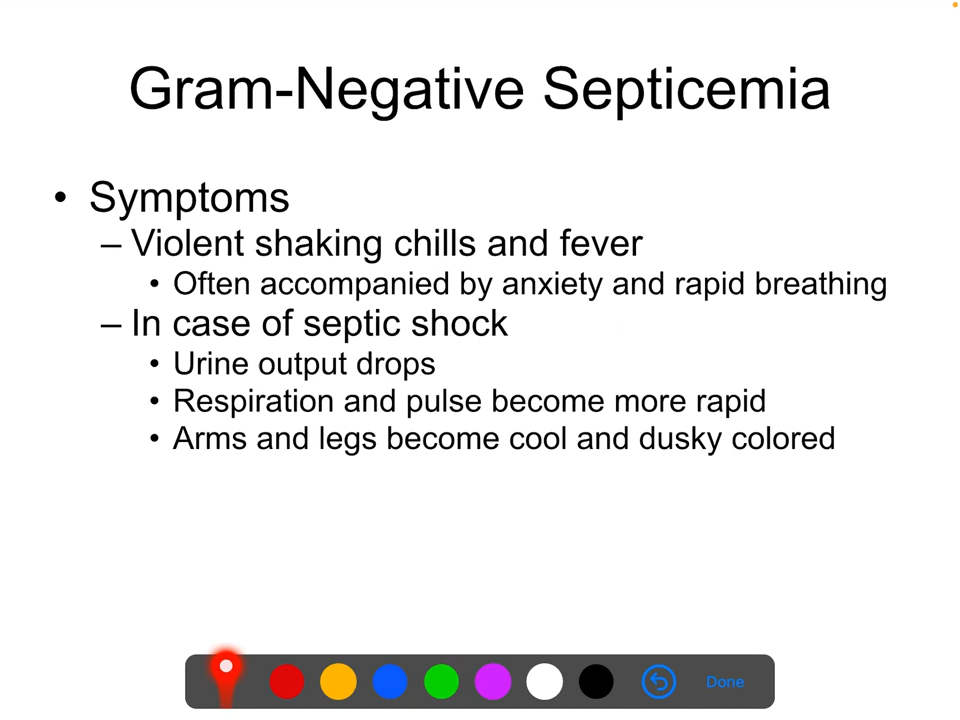 Gram-Negative Septicemia
• Symptoms
– Violent shaking chills and fever
• Often accompanied by anxiety and rapid breathing
– In case of septic shock
• Urine output drops
• Respiration and pulse become more rapid
• Arms and legs become cool and dusky colored
Done